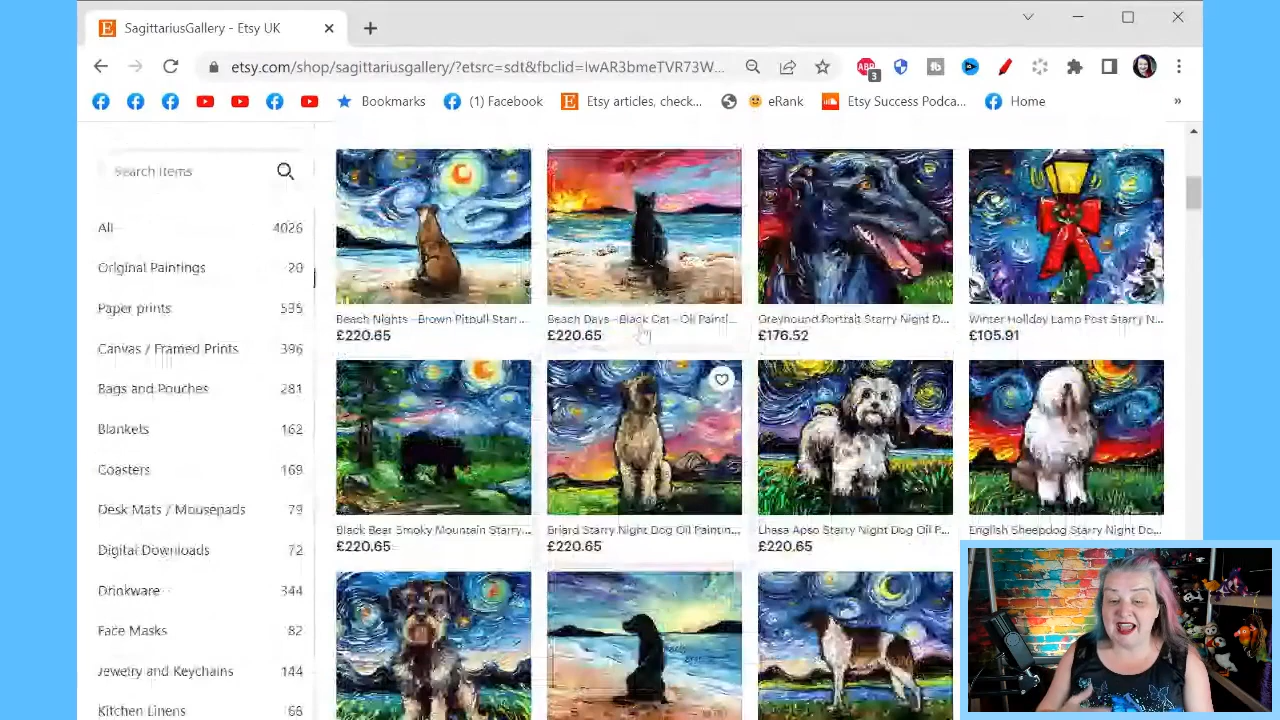 SagittariusGallery - Etsy UK
etsy.com/shop/sagittariusgallery/?etsrc=sdt&fbclid=IwAR3bmeTVR73W...
ABP
3
Bookmarks
(1) Facebook
Etsy articles, check...
eRank
Etsy Success Podca...
Home
»
Search items
All 4026
Original Paintings 20
Paper prints 535
Canvas / Framed Prints 396
Bags and Pouches 281
Blankets 162
Coasters 169
Desk Mats / Mousepads 79
Digital Downloads 72
Drinkware 344
Face Masks 82
Jewelry and Keychains 144
Kitchen Linens 66
Beach Nights - Brown Pitbull Starr...
£220.65
Beach Days - Black Cat - Oil Painti...
£220.65
Greyhound Portrait Starry Night D...
£176.52
Winter Holiday Lamp Post Starry N...
£105.91
Black Bear Smoky Mountain Starry...
£220.65
Briard Starry Night Dog Oil Paintin...
£220.65
Lhasa Apso Starry Night Dog Oil P...
£220.65
English Sheepdog Starry Night Do...